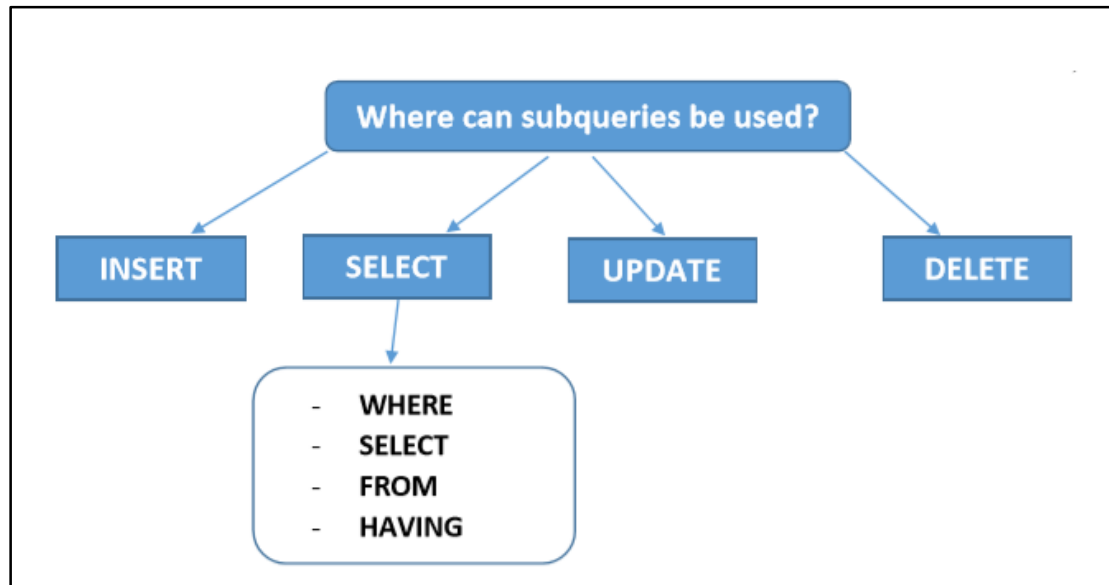 Where can subqueries be used?
INSERT
SELECT
UPDATE
DELETE
- WHERE
- SELECT
- FROM
- HAVING